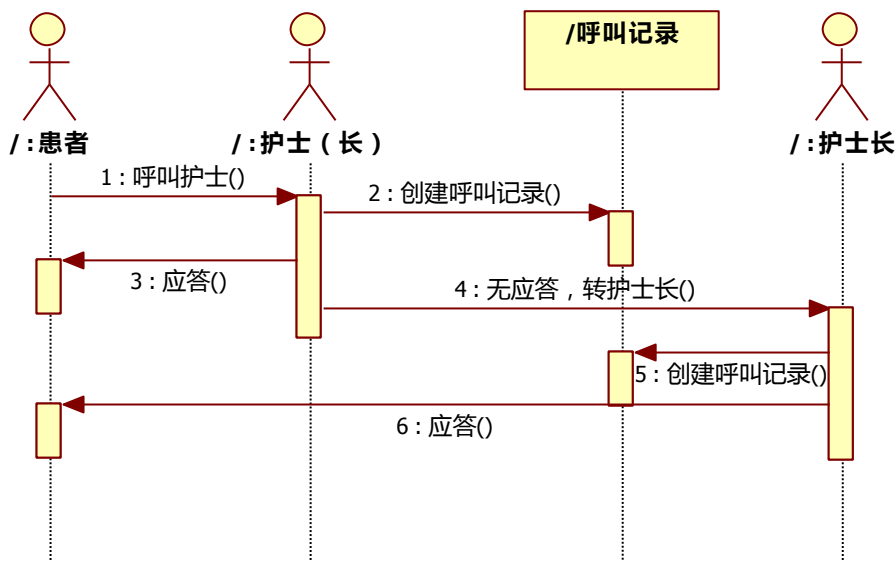 /呼叫记录
/ :患者
/ :护士（长）
/ :护士长
1 : 呼叫护士()
2 : 创建呼叫记录()
3 : 应答()
4 : 无应答，转护士长()
5 : 创建呼叫记录()
6 : 应答()